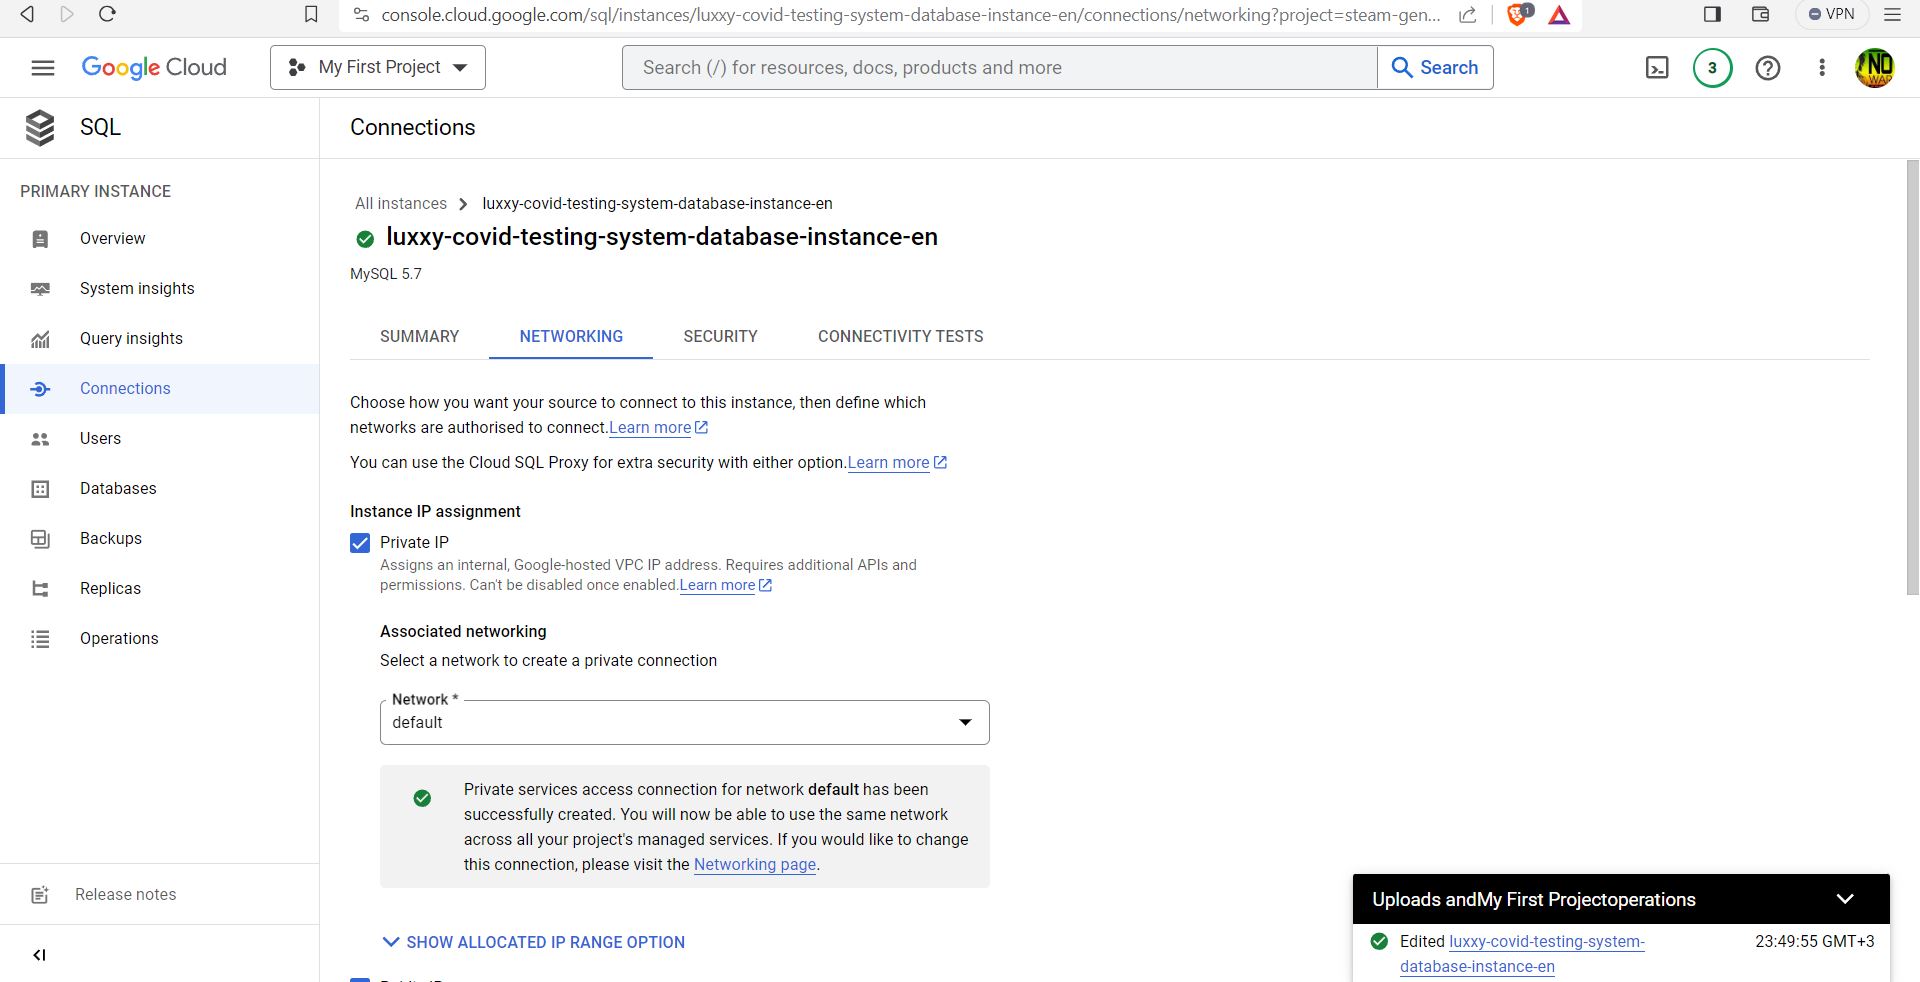 console.cloud.google.com/sql/instances/luxxy-covid-testing-system-database-instance-en/connections/networking?project=steam-gen...
1
VPN
Google Cloud
My First Project
Search (/) for resources, docs, products and more
Search
3
NO
WAR
SQL
Connections
PRIMARY INSTANCE
Overview
System insights
Query insights
Connections
Users
Databases
Backups
Replicas
Operations
Release notes
All instances
luxxy-covid-testing-system-database-instance-en
luxxy-covid-testing-system-database-instance-en
MySQL 5.7
SUMMARY
NETWORKING
SECURITY
CONNECTIVITY TESTS
Choose how you want your source to connect to this instance, then define which
networks are authorised to connect.Learn more
You can use the Cloud SQL Proxy for extra security with either option.Learn more
Instance IP assignment
Private IP
Assigns an internal, Google-hosted VPC IP address. Requires additional APIs and
permissions. Can't be disabled once enabled.Learn more
Associated networking
Select a network to create a private connection
Network *
default
Private services access connection for network default has been
successfully created. You will now be able to use the same network
across all your project's managed services. If you would like to change
this connection, please visit the Networking page.
SHOW ALLOCATED IP RANGE OPTION
Uploads andMy First Projectoperations
Edited luxxy-covid-testing-system-
database-instance-en
23:49:55 GMT+3